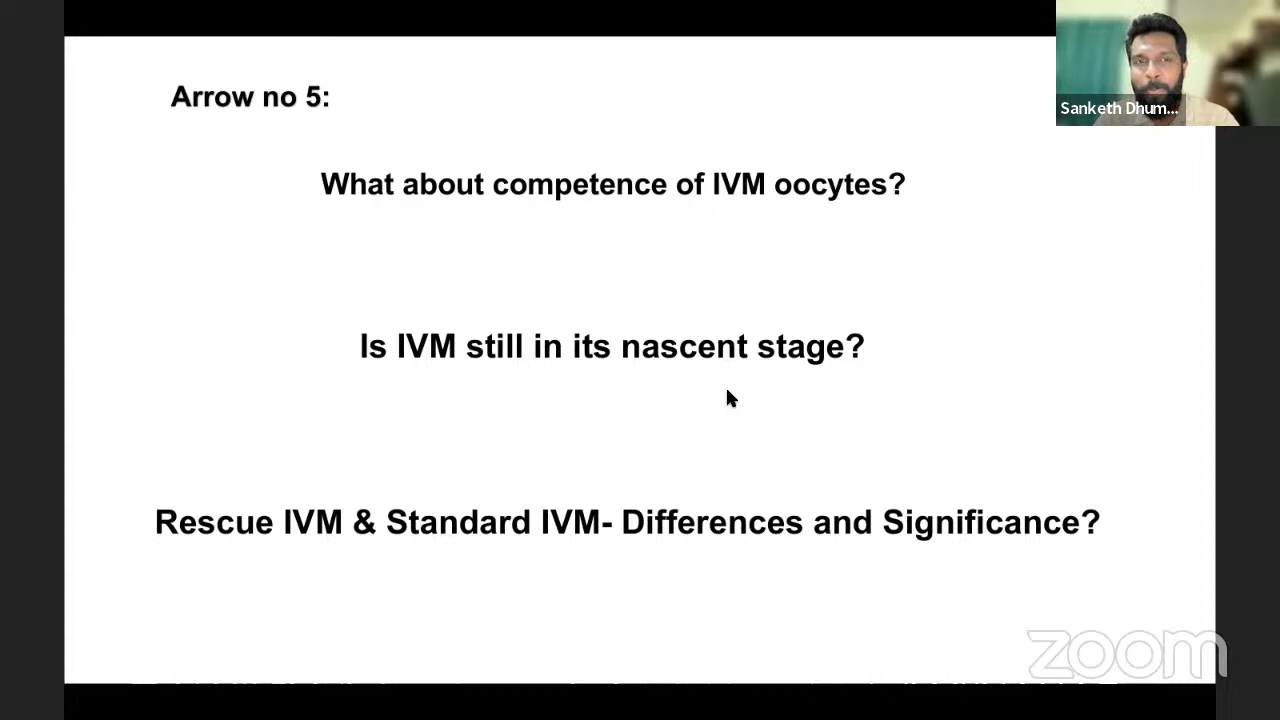 Arrow no 5:
Sanketh Dhum...
What about competence of IVM oocytes?
Is IVM still in its nascent stage?
Rescue IVM & Standard IVM- Differences and Significance?
zoom